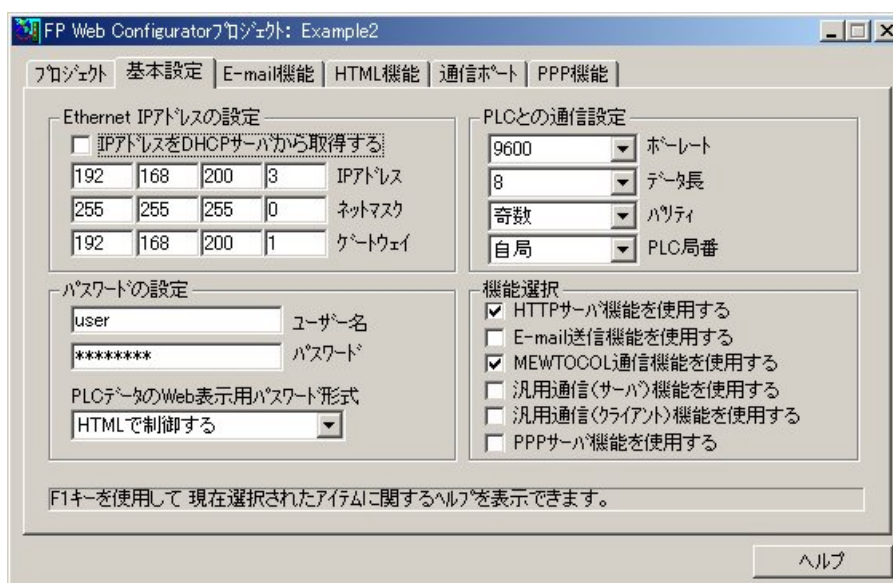 FP Web Configuratorﾌﾟﾛｼﾞｪｸﾄ: Example2
ﾌﾟﾛｼﾞｪｸﾄ 基本設定 E-mail機能 HTML機能 通信ﾎﾟｰﾄ PPP機能
Ethernet IPｱﾄﾞﾚｽの設定
IPｱﾄﾞﾚｽをDHCPｻｰﾊﾞから取得する
192 168 200 3 IPｱﾄﾞﾚｽ
255 255 255 0 ﾈｯﾄﾏｽｸ
192 168 200 1 ｹﾞｰﾄｳｪｲ
PLCとの通信設定
9600 ﾎﾞｰﾚｰﾄ
8 ﾃﾞｰﾀ長
奇数 ﾊﾟﾘﾃｨ
自局 PLC局番
ﾊﾟｽﾜｰﾄﾞの設定
user ﾕｰｻﾞｰ名
******** ﾊﾟｽﾜｰﾄﾞ
PLCﾃﾞｰﾀのWeb表示用ﾊﾟｽﾜｰﾄﾞ形式
HTMLで制御する
機能選択
HTTPｻｰﾊﾞ機能を使用する
E-mail送信機能を使用する
MEWTOCOL通信機能を使用する
汎用通信(ｻｰﾊﾞ)機能を使用する
汎用通信(ｸﾗｲｱﾝﾄ)機能を使用する
PPPｻｰﾊﾞ機能を使用する
F1キーを使用して 現在選択されたｱｲﾃﾑに関するﾍﾙﾌﾟを表示できます。
ヘルプ